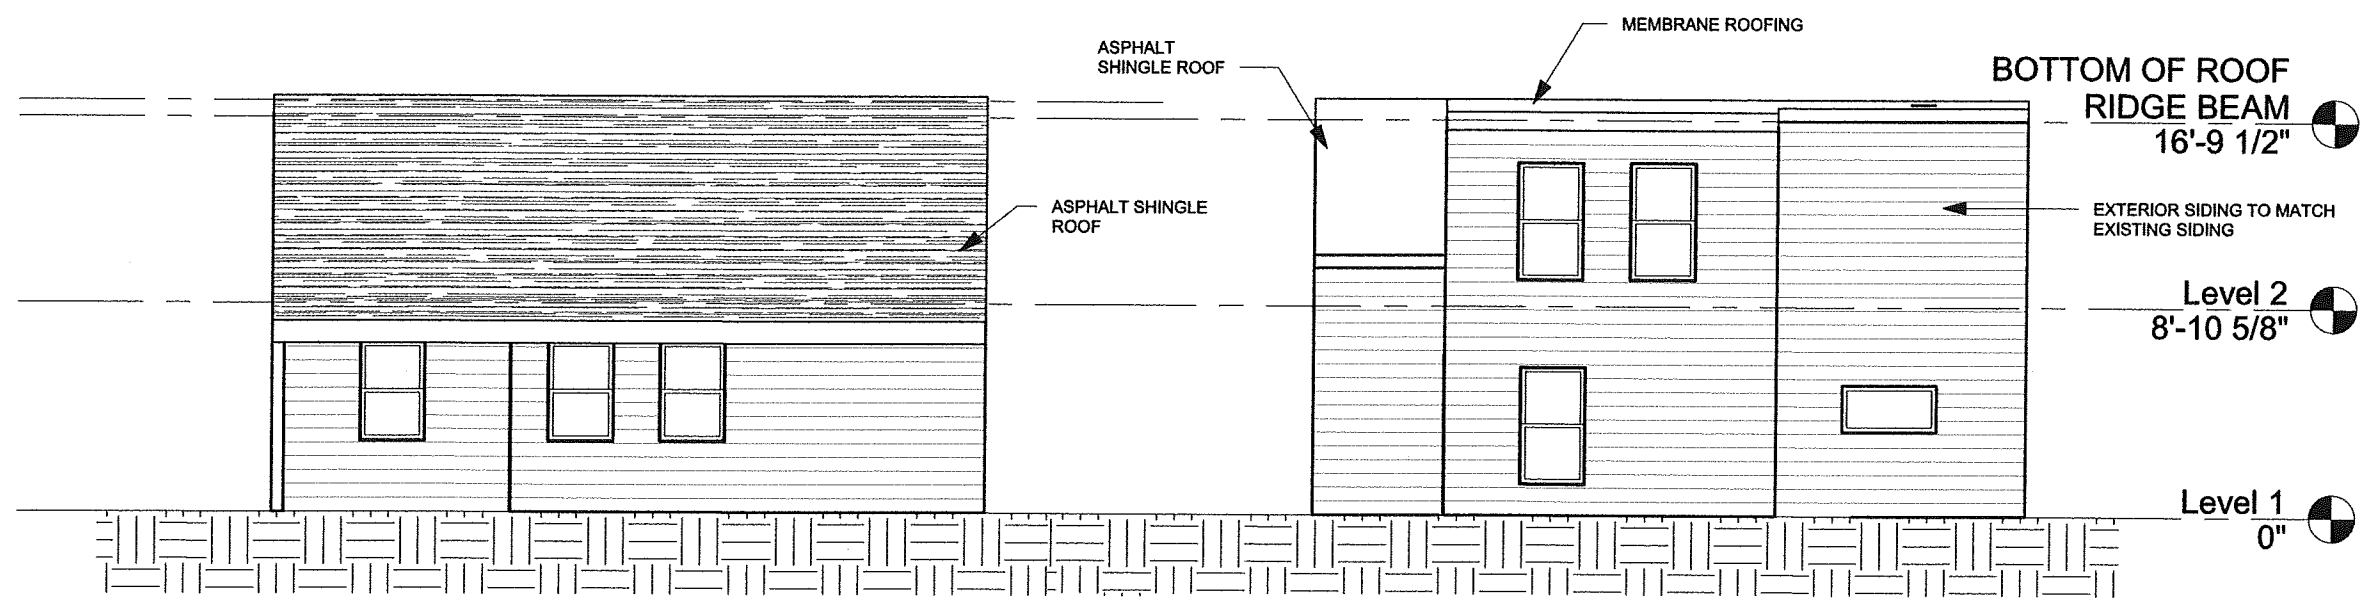 MEMBRANE ROOFING
ASPHALT
SHINGLE ROOF
BOTTOM OF ROOF
RIDGE BEAM
16'-9 1/2"
ASPHALT SHINGLE
ROOF
EXTERIOR SIDING TO MATCH
EXISTING SIDING
Level 2
8'-10 5/8"
Level 1
0"